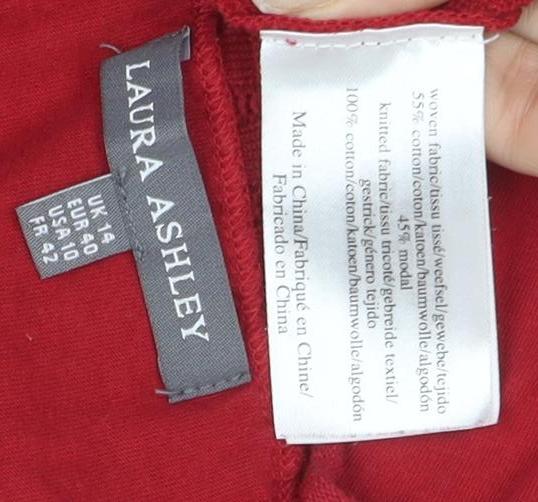 LAURA ASHLEY
UK 14
EUR 40
USA 10
FR 42
woven fabric/tissu tissé/weefsel/gewebe/tejido
55% cotton/coton/katoen/baumwolle/algodón
45% modal
knitted fabric/tissu tricoté/gebreide textiel/
gestrick/género tejido
100% cotton/coton/katoen/baumwolle/algodón
Made in China/Fabriqué en Chine/
Fabricado en China